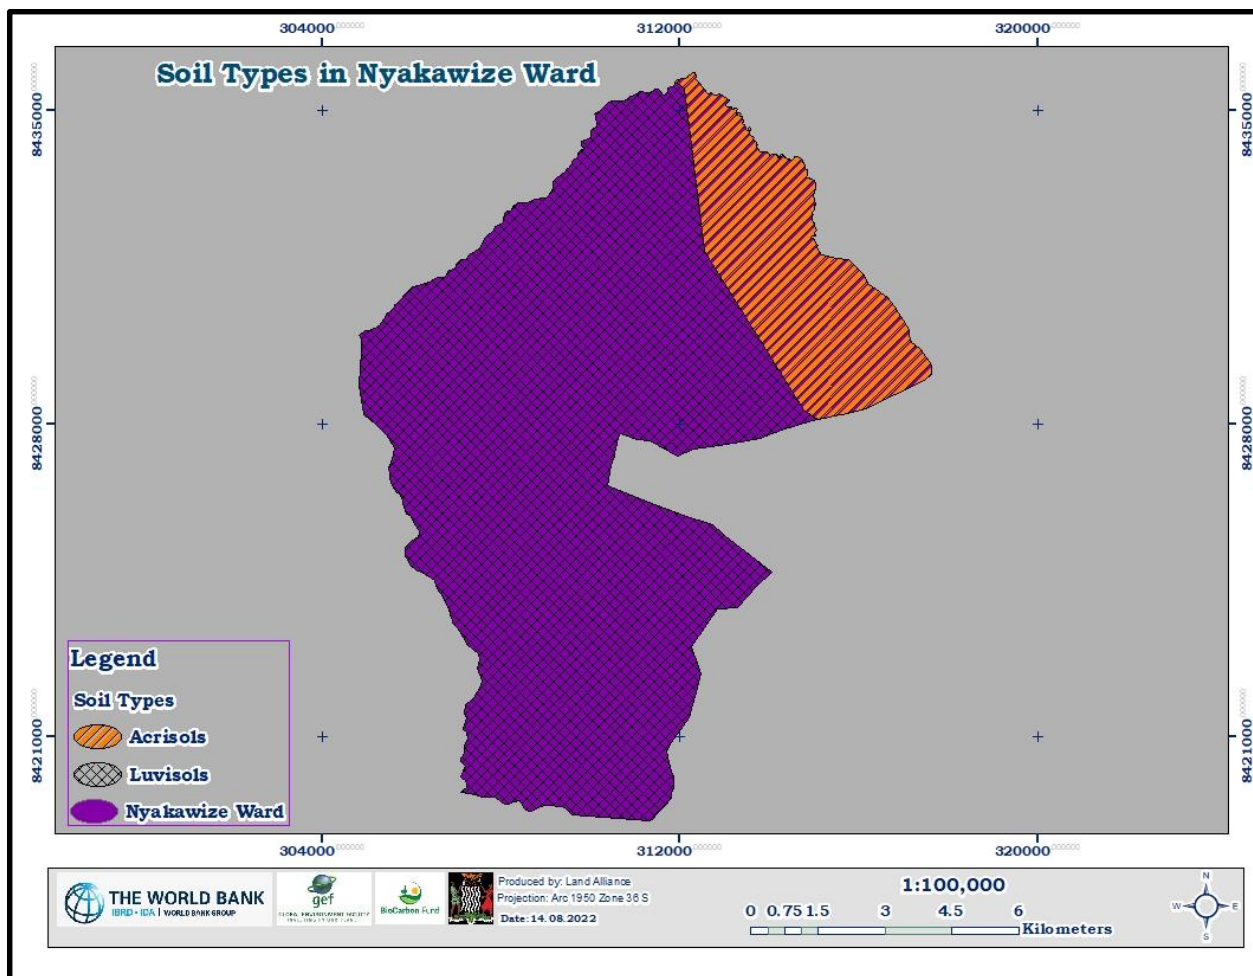 304000 312000 320000
Soil Types in Nyakawize Ward
8435000 8435000
8428000 8428000
8421000 8421000
Legend
Soil Types
Acrisols
Luvisols
Nyakawize Ward
304000 312000 320000
THE WORLD BANK
IBRD • IDA | WORLD BANK GROUP
gef
GLOBAL ENVIRONMENT FACILITY
BioCarbon Fund
Produced by: Land Alliance
Projection: Arc 1950 Zone 36 S
Date: 14.08.2022
1:100,000
0 0.75 1.5 3 4.5 6
Kilometers
N
W E
S